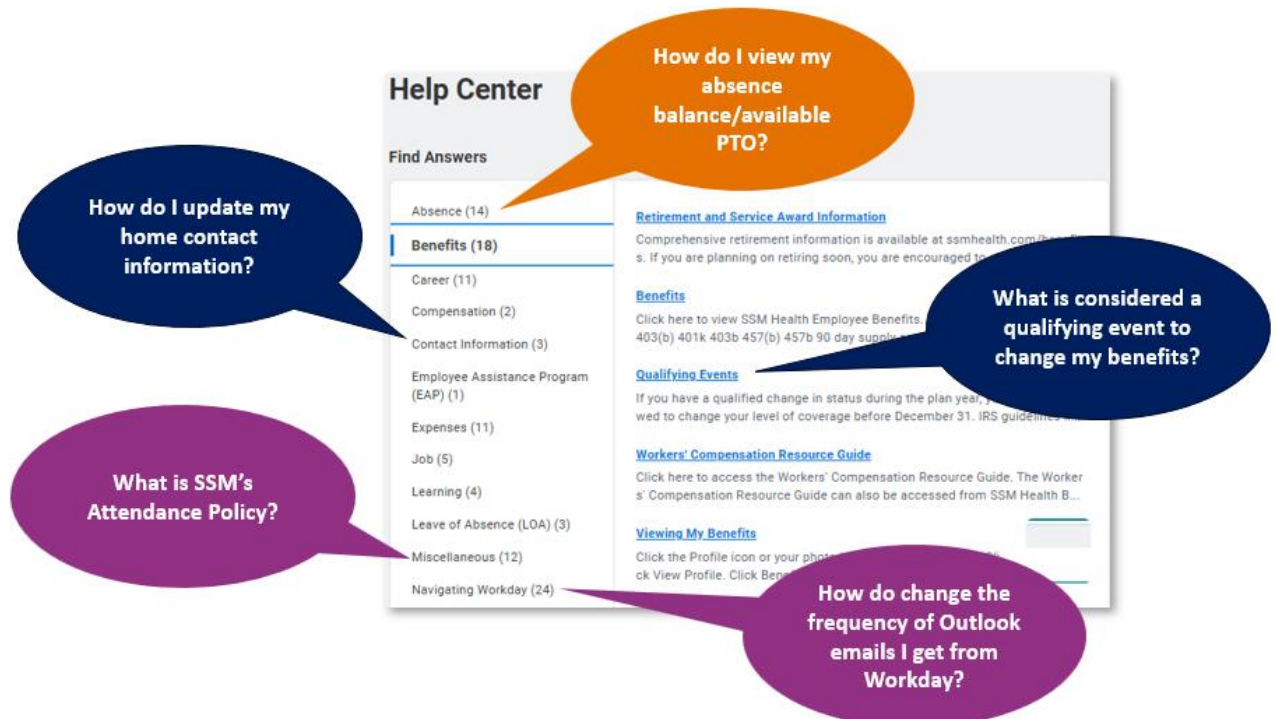 How do I view my
absence
balance/available
PTO?
Help Center
Find Answers
How do I update my
home contact
information?
Absence (14)
Benefits (18)
Career (11)
Compensation (2)
Contact Information (3)
Employee Assistance Program
(EAP) (1)
Expenses (11)
Job (5)
Learning (4)
Leave of Absence (LOA) (3)
Miscellaneous (12)
Navigating Workday (24)
Retirement and Service Award Information
Comprehensive retirement information is available at ssmhealth.com/
s. If you are planning on retiring soon, you are encouraged to
Benefits
Click here to view SSM Health Employee Benefits.
403(b) 401k 403b 457(b) 457b 90 day supply
Qualifying Events
If you have a qualified change in status during the plan year,
wed to change your level of coverage before December 31. IRS guidelines
Workers' Compensation Resource Guide
Click here to access the Workers' Compensation Resource Guide. The Worker
s' Compensation Resource Guide can also be accessed from SSM Health B...
Viewing My Benefits
Click the Profile icon or your
ck View Profile. Click
What is considered a
qualifying event to
change my benefits?
What is SSM's
Attendance Policy?
How do change the
frequency of Outlook
emails I get from
Workday?